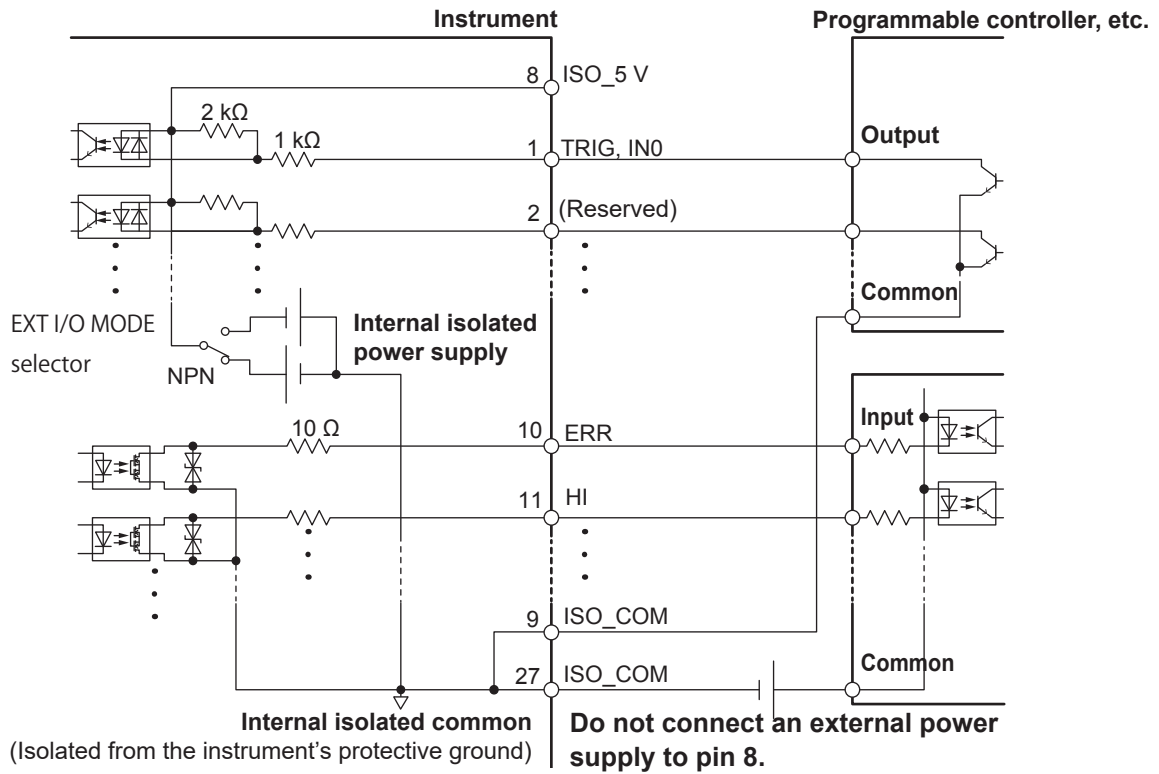 Instrument
Programmable controller, etc.
8 ISO_5 V
2 kΩ
1 kΩ
1 TRIG, IN0
Output
2 (Reserved)
Common
EXT I/O MODE
selector
NPN
Internal isolated
power supply
10 Ω
10 ERR
Input
11 HI
9 ISO_COM
27 ISO_COM
Common
Internal isolated common
(Isolated from the instrument's protective ground)
Do not connect an external power
supply to pin 8.